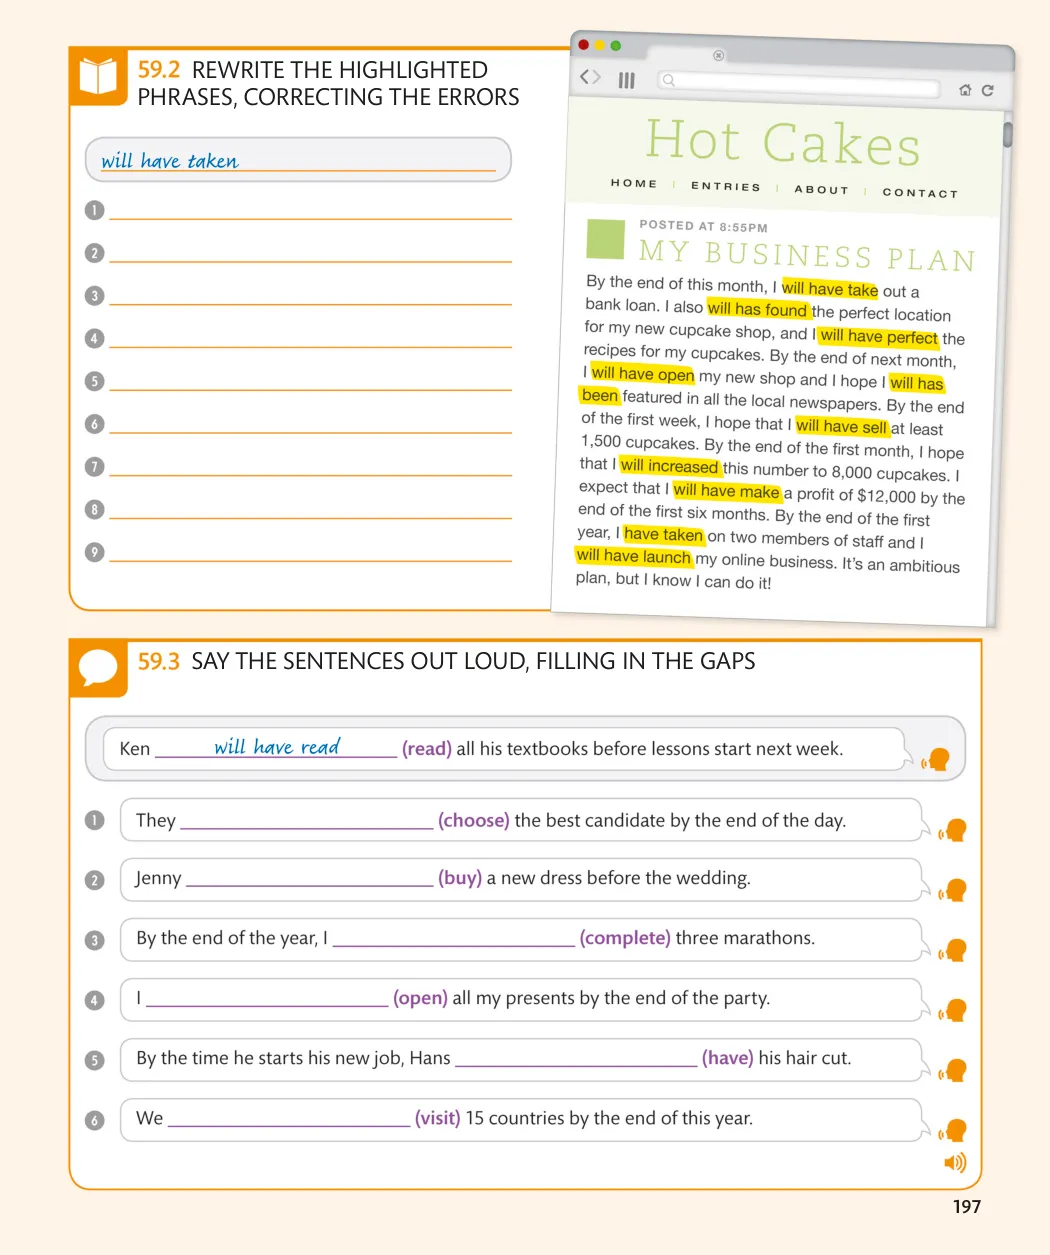 59.2 REWRITE THE HIGHLIGHTED
PHRASES, CORRECTING THE ERRORS
will have taken
1
2
3
4
5
6
7
8
9
Hot Cakes
HOME | ENTRIES | ABOUT | CONTACT
POSTED AT 8:55PM
MY BUSINESS PLAN
By the end of this month, I will have take out a
bank loan. I also will has found the perfect location
for my new cupcake shop, and I will have perfect the
recipes for my cupcakes. By the end of next month,
I will have open my new shop and I hope I will has
been featured in all the local newspapers. By the end
of the first week, I hope that I will have sell at least
1,500 cupcakes. By the end of the first month, I hope
that I will increased this number to 8,000 cupcakes. I
expect that I will have make a profit of $12,000 by the
end of the first six months. By the end of the first
year, I have taken on two members of staff and I
will have launch my online business. It's an ambitious
plan, but I know I can do it!
59.3 SAY THE SENTENCES OUT LOUD, FILLING IN THE GAPS
Ken will have read (read) all his textbooks before lessons start next week.
1 They ____ (choose) the best candidate by the end of the day.
2 Jenny ____ (buy) a new dress before the wedding.
3 By the end of the year, I ____ (complete) three marathons.
4 I ____ (open) all my presents by the end of the party.
5 By the time he starts his new job, Hans ____ (have) his hair cut.
6 We ____ (visit) 15 countries by the end of this year.
197